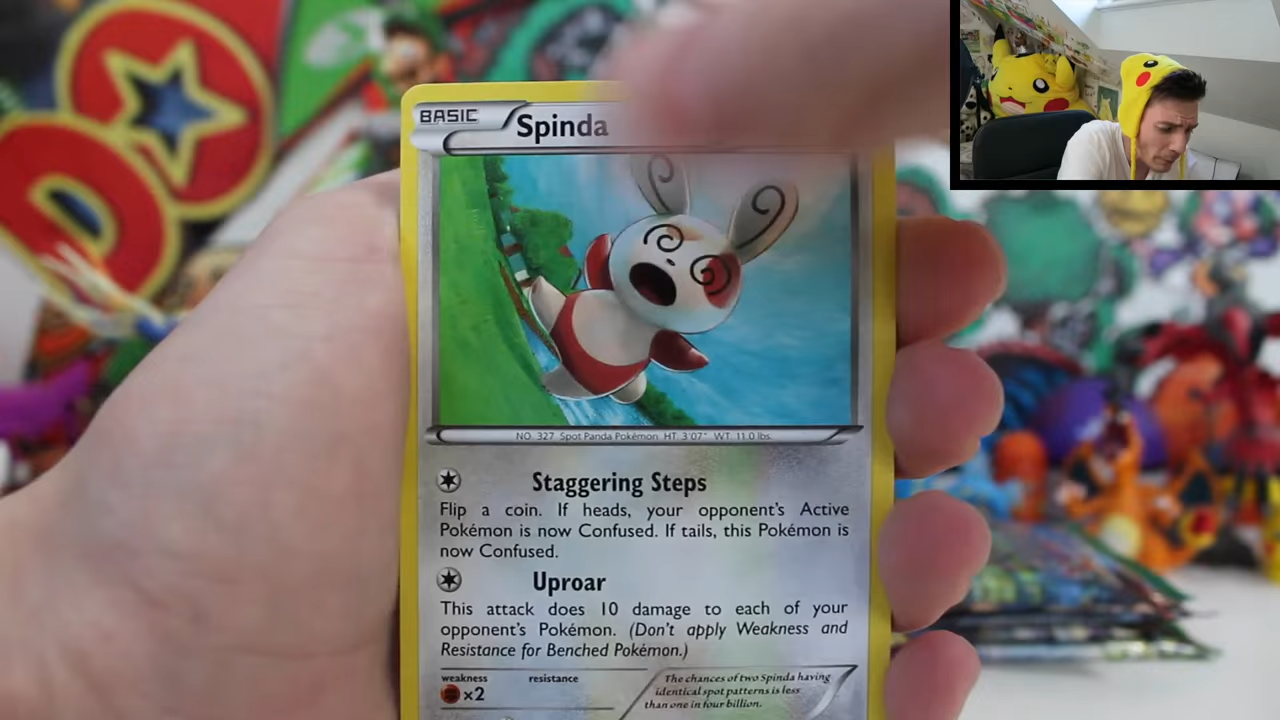 BASIC
Spinda
NO. 327 Spot Panda Pokémon HT. 3'07" WT. 11.0 lbs.
Staggering Steps
Flip a coin. If heads, your opponent's Active
Pokémon is now Confused. If tails, this Pokémon is
now Confused.
Uproar
This attack does 10 damage to each of your
opponent's Pokémon. (Don't apply Weakness and
Resistance for Benched Pokémon.)
weakness resistance
×2
The chances of two Spinda having
identical spot patterns is less
than one in four billion.